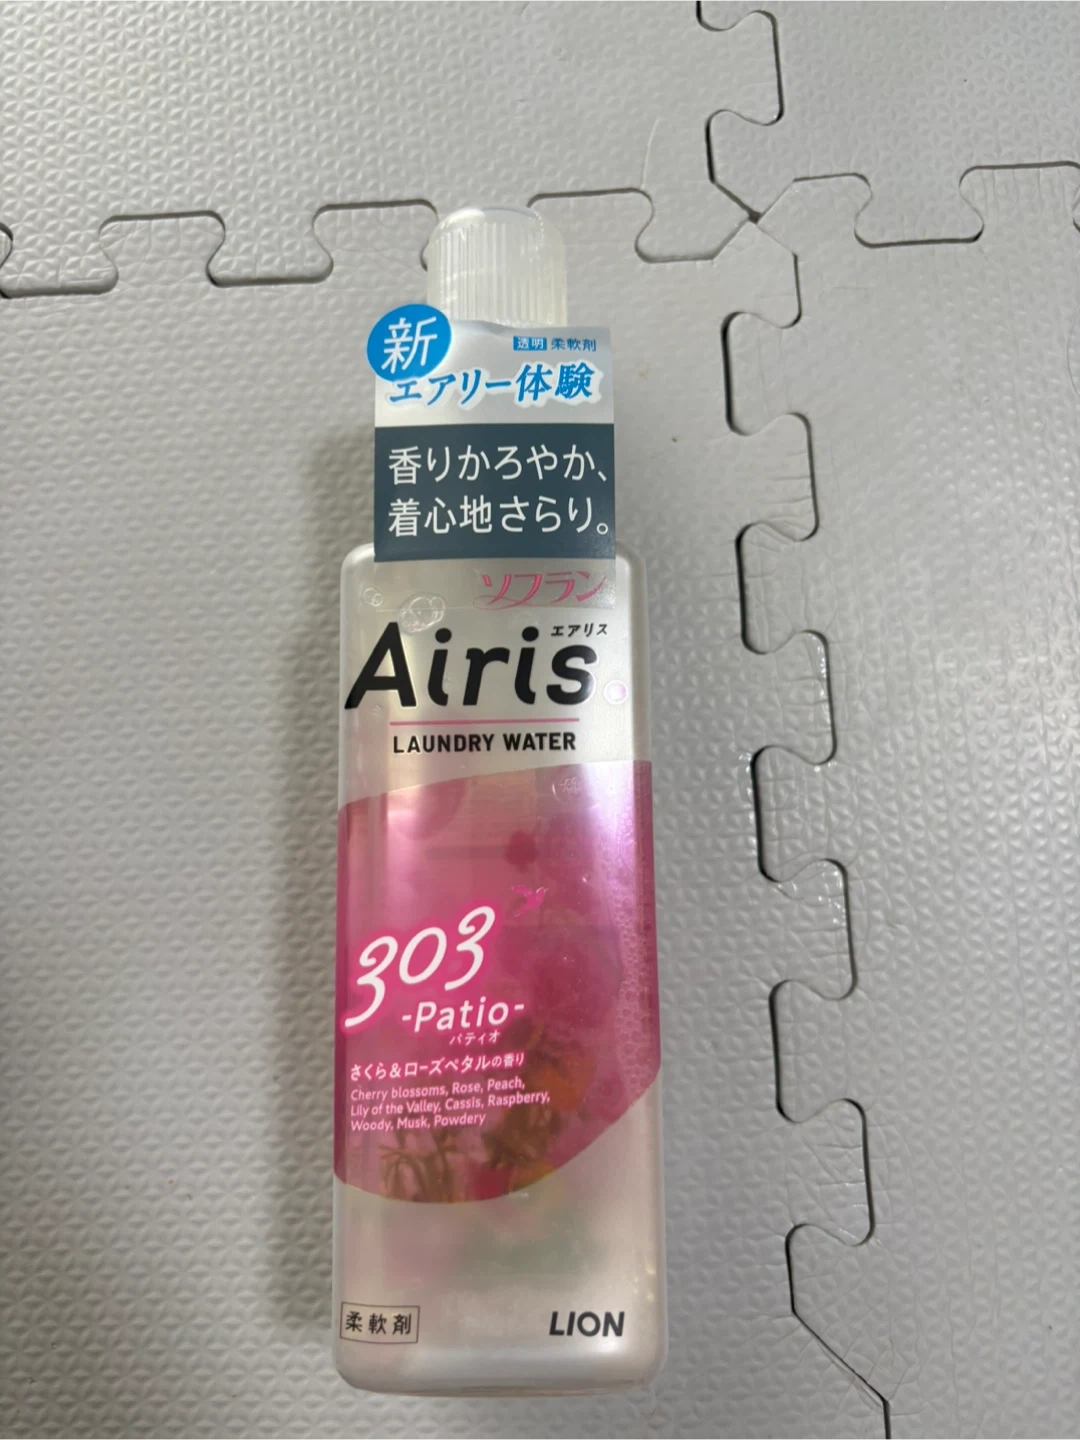 新
透明 柔軟剤
エアリー体験
香りかろやか、
着心地さらり。
ソフラン
エアリス
Airis
LAUNDRY WATER
303
-Patio-
パティオ
さくら&ローズペタルの香り
Cherry blossoms, Rose, Peach,
Lily of the Valley, Cassis, Raspberry,
Woody, Musk, Powdery
柔軟剤
LION